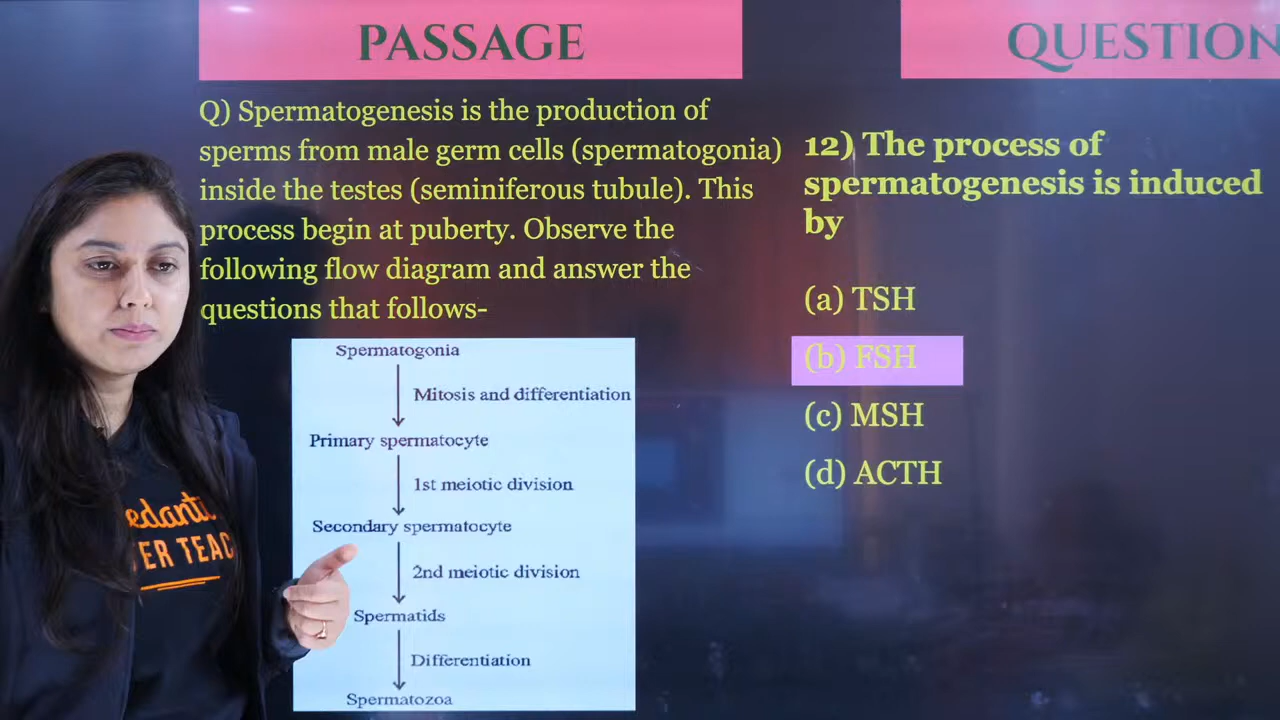 PASSAGE
QUESTION
Q) Spermatogenesis is the production of
sperms from male germ cells (spermatogonia)
inside the testes (seminiferous tubule). This
process begin at puberty. Observe the
following flow diagram and answer the
questions that follows-
Spermatogonia
Mitosis and differentiation
Primary spermatocyte
1st meiotic division
Secondary spermatocyte
2nd meiotic division
Spermatids
Differentiation
Spermatozoa
12) The process of
spermatogenesis is induced
by
(a) TSH
(b) FSH
(c) MSH
(d) ACTH
edantu
TER TEAC